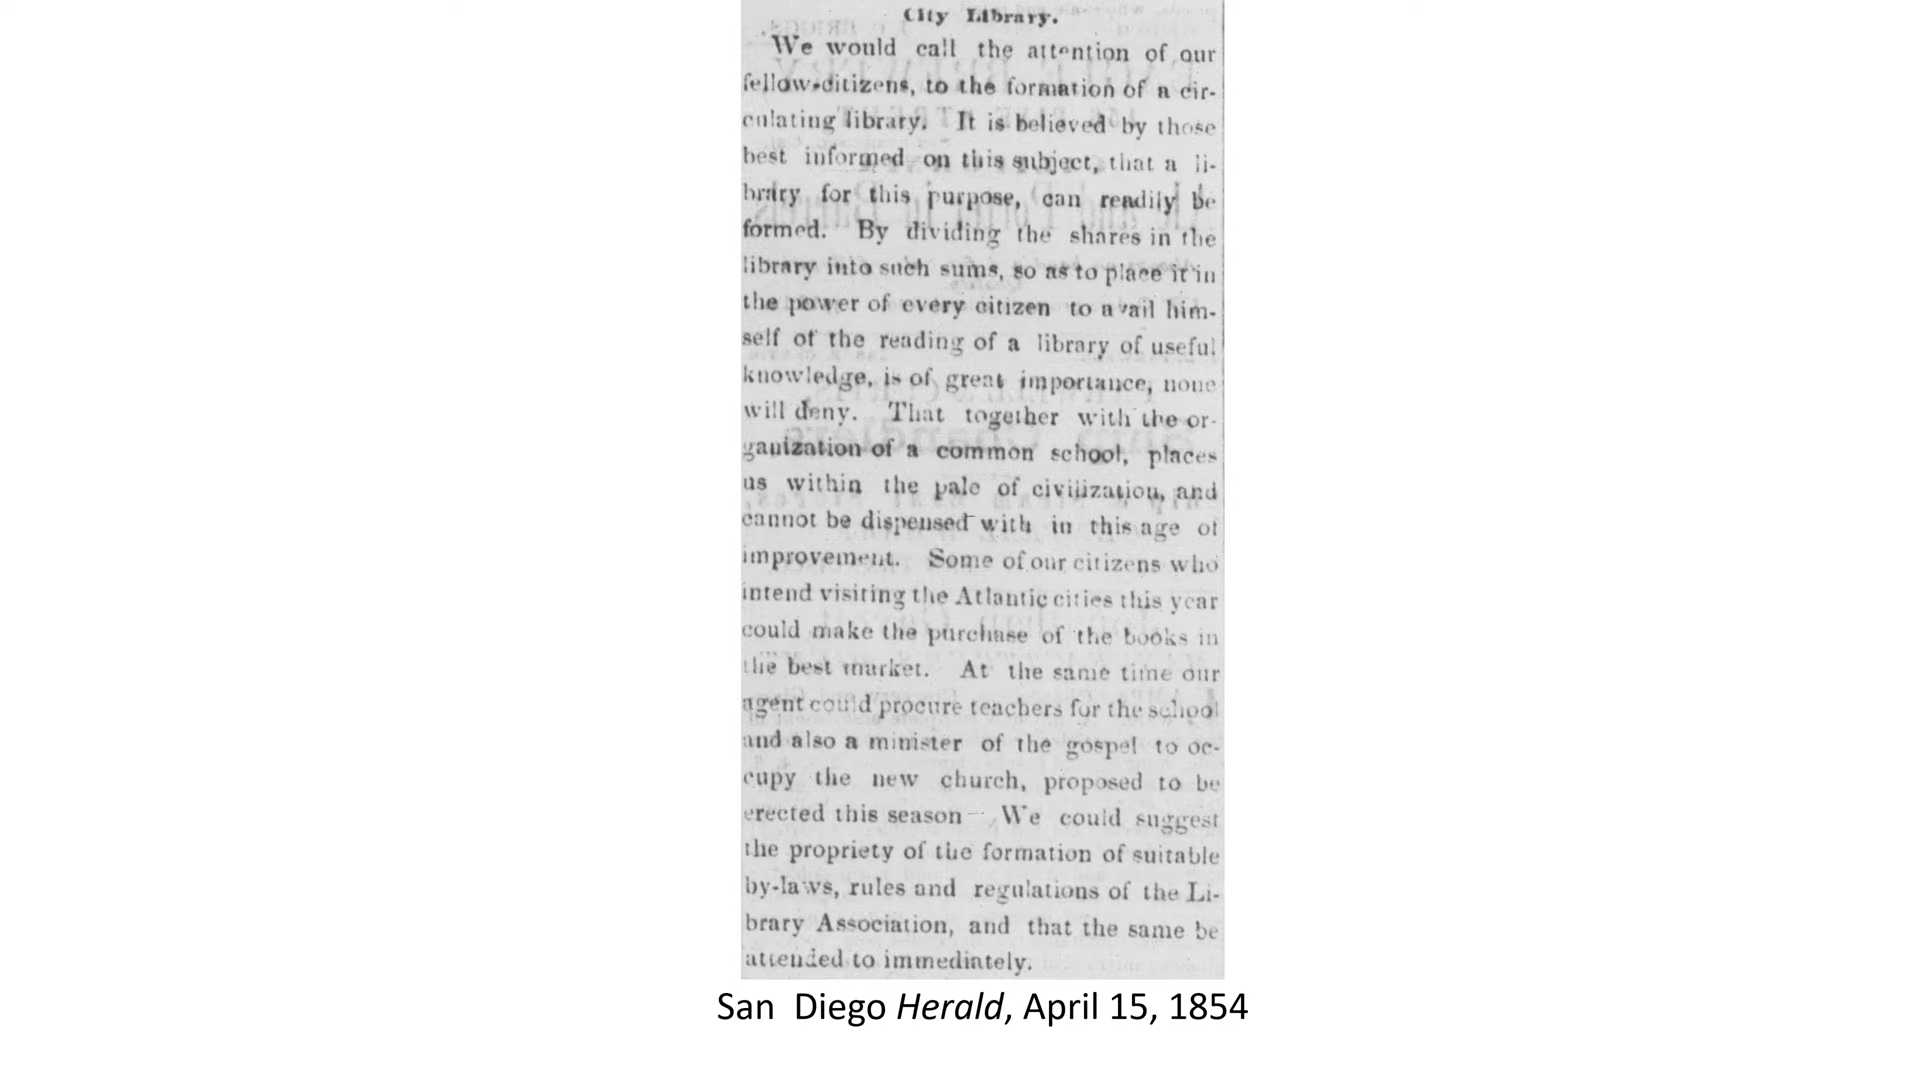 City Library.
We would call the attention of our
fellow-citizens, to the formation of a cir-
culating library. It is believed by those
best informed on this subject, that a li-
brary for this purpose, can readily be
formed. By dividing the shares in the
library into such sums, so as to place it in
the power of every citizen to avail him-
self of the reading of a library of useful
knowledge, is of great importance, none
will deny. That together with the or-
ganization of a common school, places
us within the pale of civilization, and
cannot be dispensed with in this age of
improvement. Some of our citizens who
intend visiting the Atlantic cities this year
could make the purchase of the books in
the best market. At the same time our
agent could procure teachers for the school
and also a minister of the gospel to oc-
cupy the new church, proposed to be
erected this season— We could suggest
the propriety of the formation of suitable
by-laws, rules and regulations of the Li-
brary Association, and that the same be
attended to immediately.
San Diego Herald, April 15, 1854